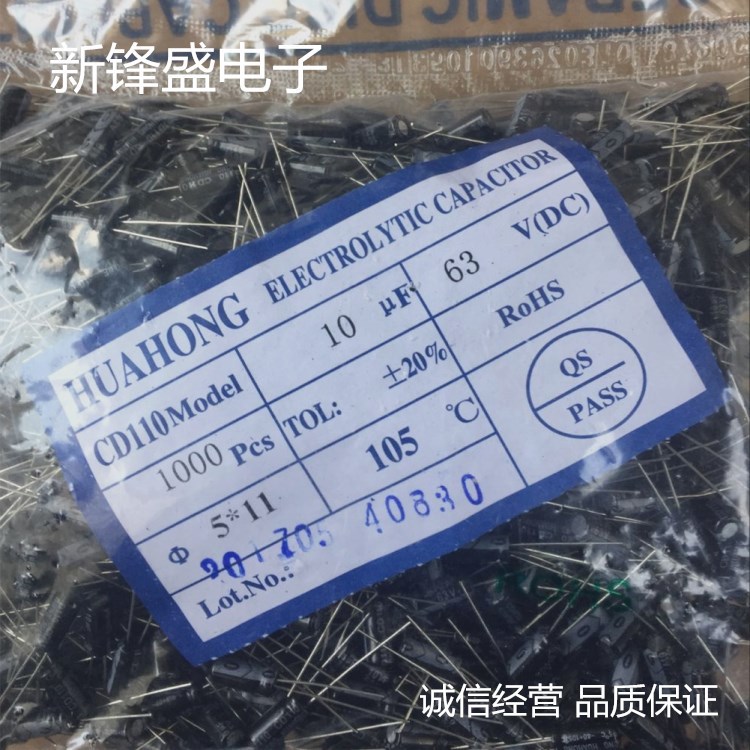 新锋盛电子
HUAHONG ELECTROLYTIC CAPACITOR
CD110Model 10 μF 63 V(DC)
1000 Pcs TOL: ±20% RoHS
Φ 5*11 105 ℃ QS PASS
Lot.No.:
诚信经营 品质保证